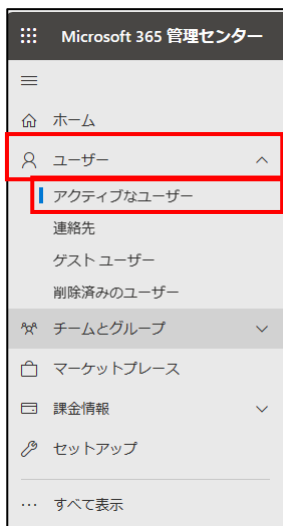 Microsoft 365 管理センター
ホーム
ユーザー
アクティブなユーザー
連絡先
ゲスト ユーザー
削除済みのユーザー
チームとグループ
マーケットプレース
課金情報
セットアップ
… すべて表示